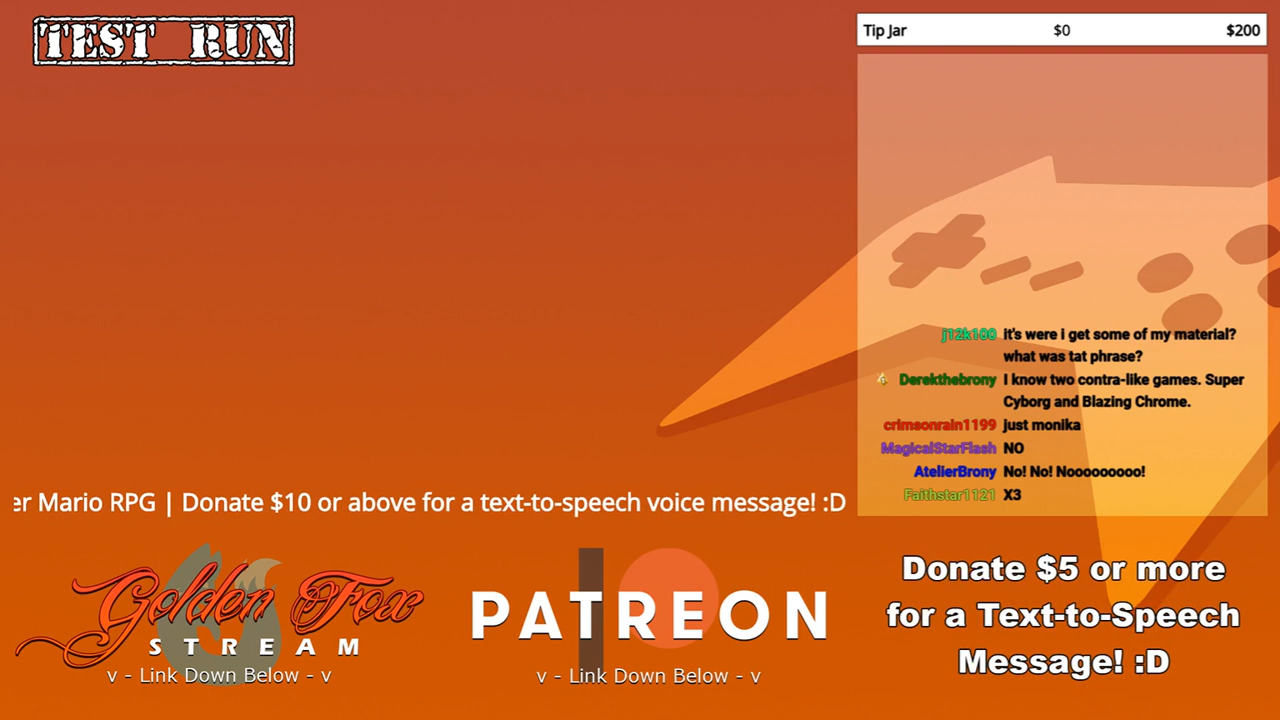 TEST RUN
Tip Jar $0 $200
j12k100 it's were i get some of my material?
what was tat phrase?
Derekthebrony I know two contra-like games. Super
Cyborg and Blazing Chrome.
crimsonrain1199 just monika
MagicalStarFlash NO
AtelierBrony No! No! Nooooooooo!
Faithstar1121 X3
er Mario RPG | Donate $10 or above for a text-to-speech voice message! :D
Golden Fox
STREAM
v - Link Down Below - v
PATREON
v - Link Down Below - v
Donate $5 or more
for a Text-to-Speech
Message! :D